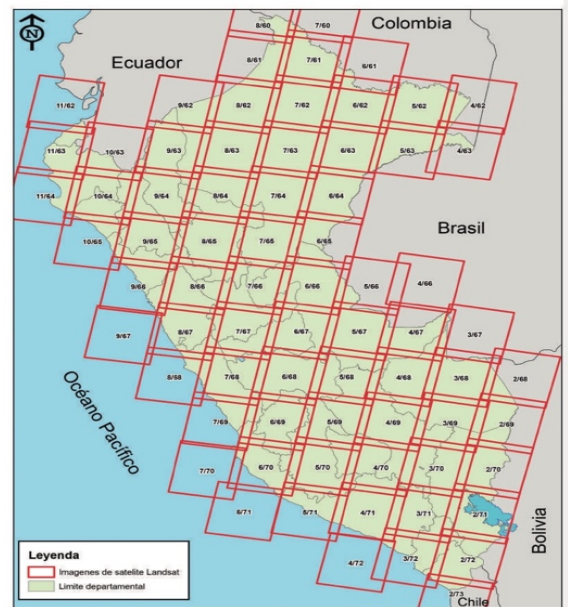 8/60 7/60 Colombia
N
Ecuador 8/61 7/61 6/61
11/62 9/62 8/62 7/62 6/62 5/62 4/62
11/63 10/63 9/63 8/63 7/63 6/63 5/63 4/63
11/64 10/64 9/64 8/64 7/64 6/64
Brasil
10/65 9/65 8/65 7/65 6/65
9/66 8/66 7/66 6/66 5/66 4/66
9/67 8/67 7/67 6/67 5/67 4/67 3/67
8/68 7/68 6/68 5/68 4/68 3/68 2/68
Océano Pacífico
7/69 6/69 5/69 4/69 3/69 2/69
7/70 6/70 5/70 4/70 3/70 2/70
6/71 5/71 4/71 3/71 2/71
Bolivia
4/72 3/72 2/72
2/73
Chile
Leyenda
Imagenes de satelite Landsat
Limite departamental